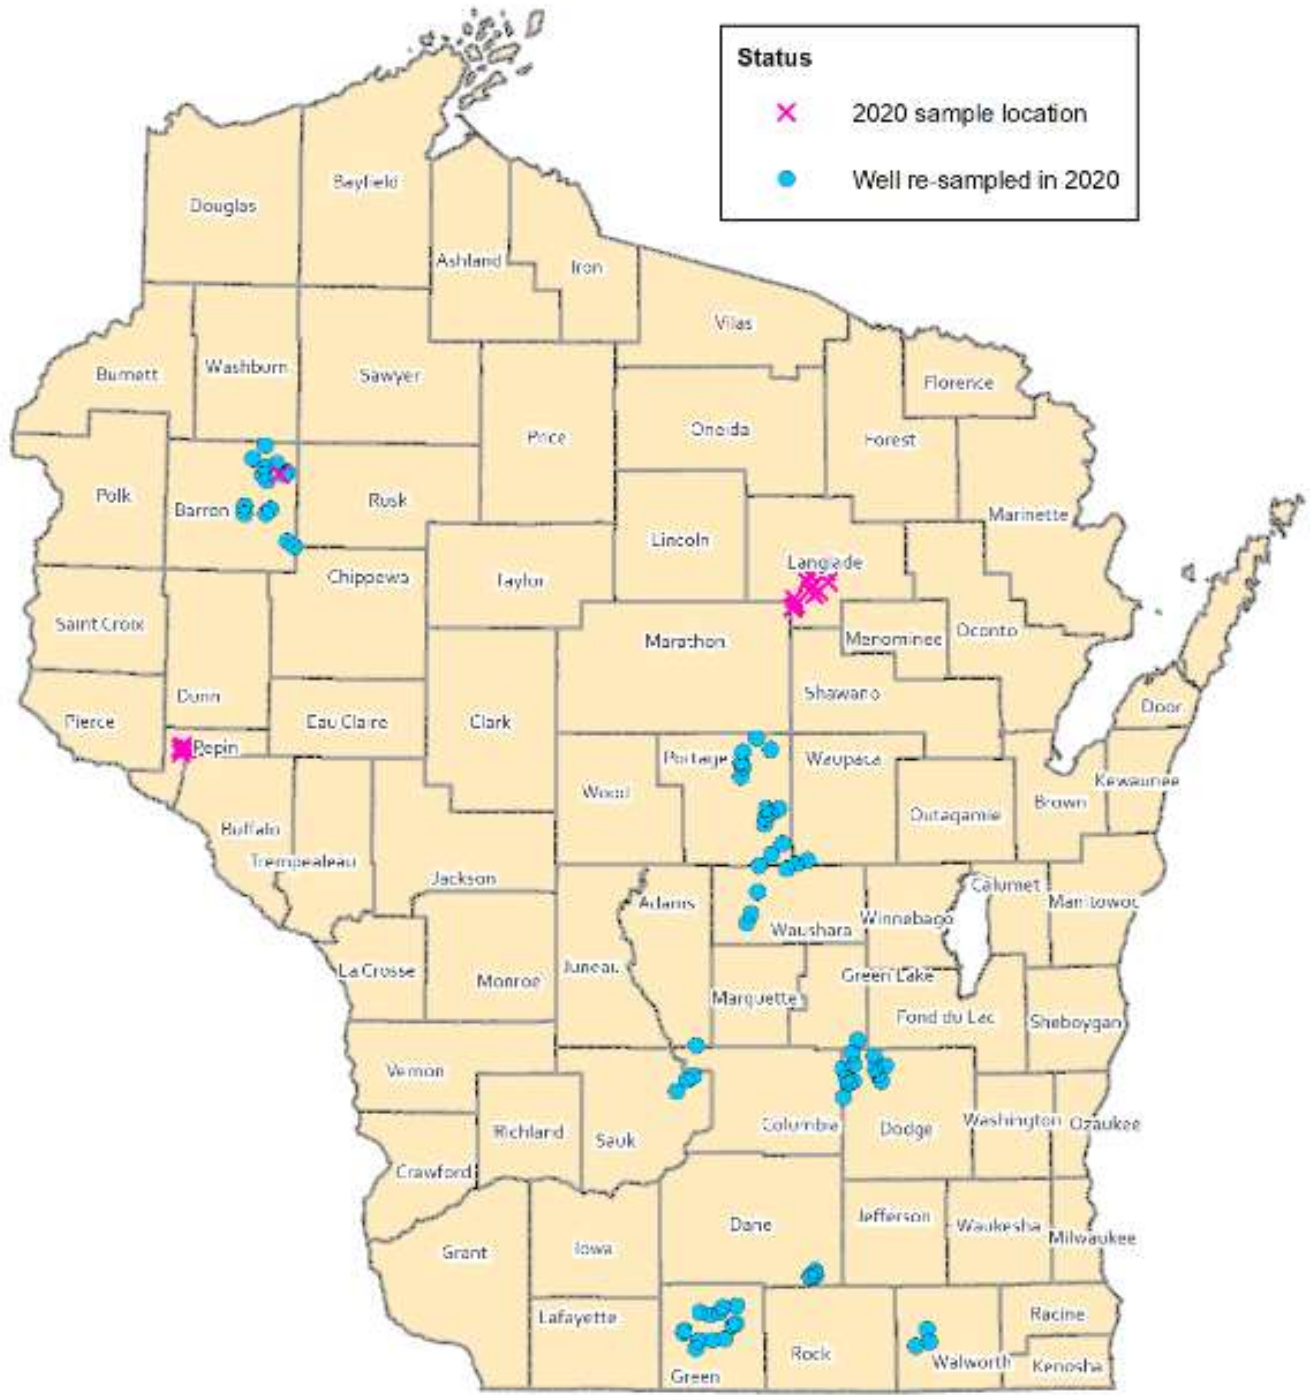 Status
2020 sample location
Well re-sampled in 2020
Bayfield
Douglas
Ashland
Iron
Vilas
Burnett
Washburn
Sawyer
Florence
Price
Oneida
Forest
Polk
Barron
Rusk
Marinette
Lincoln
Langlade
Chippewa
Taylor
Saint Croix
Marathon
Menominee
Oconto
Dunn
Shawano
Pierce
Eau Claire
Clark
Door
Pepin
Portage
Waupaca
Kewaunee
Wood
Brown
Outagamie
Buffalo
Trempealeau
Jackson
Calumet
Adams
Manitowoc
Waushara
Winnebago
La Crosse
Monroe
Juneau
Green Lake
Marquette
Fond du Lac
Sheboygan
Vernon
Richland
Sauk
Columbia
Dodge
Washington
Ozaukee
Crawford
Dane
Jefferson
Waukesha
Milwaukee
Grant
Iowa
Lafayette
Racine
Rock
Walworth
Kenosha
Green